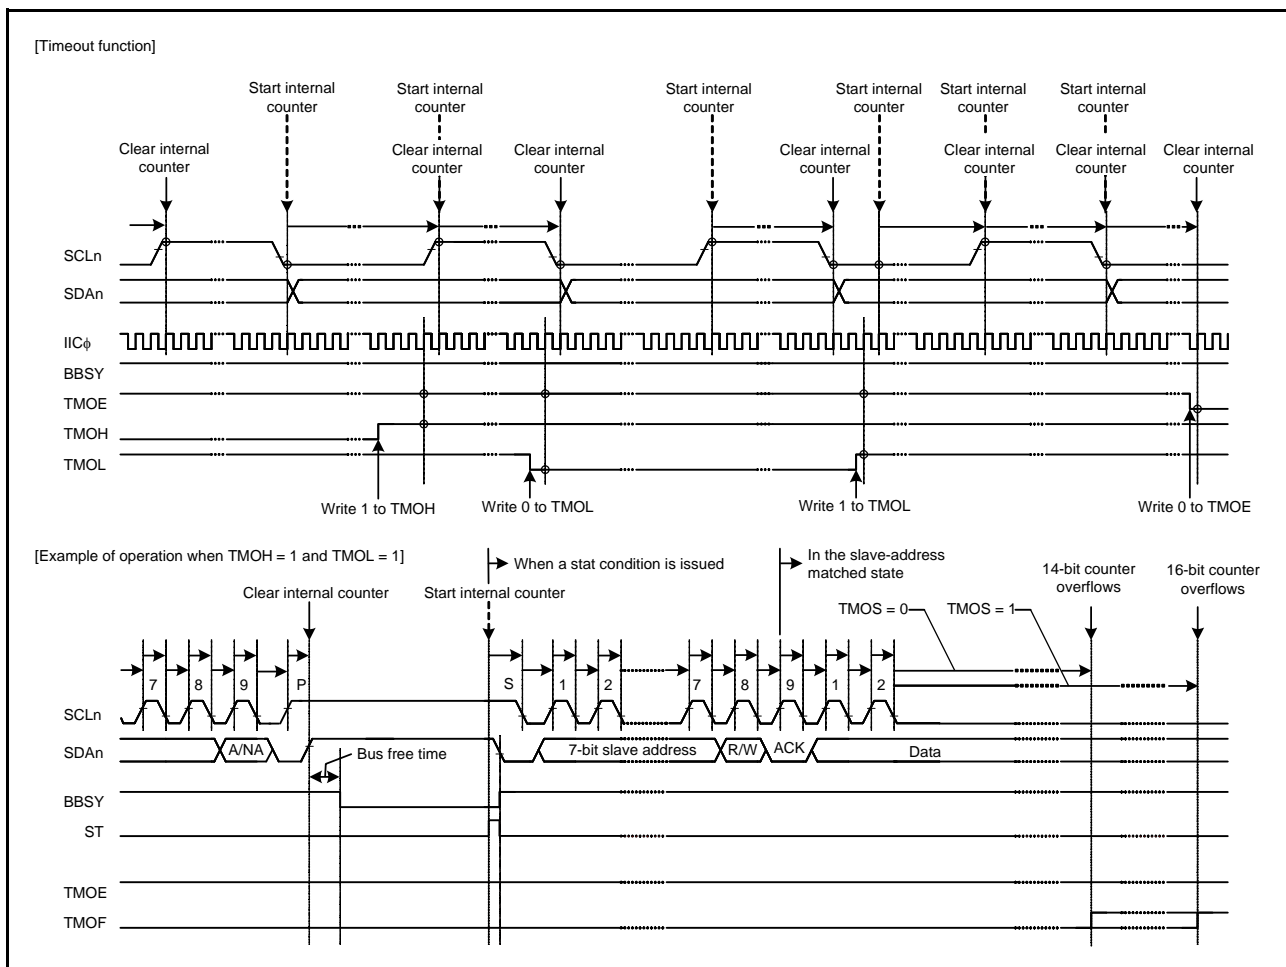 [Timeout function]
Start internal
counter
Start internal
counter
Start internal
counter
Start internal
counter
Start internal
counter
Start internal
counter
Clear internal
counter
Clear internal
counter
Clear internal
counter
Clear internal
counter
Clear internal
counter
Clear internal
counter
Clear internal
counter
SCLn
SDAn
IICϕ
BBSY
TMOE
TMOH
TMOL
Write 1 to TMOH
Write 0 to TMOL
Write 1 to TMOL
Write 0 to TMOE
[Example of operation when TMOH = 1 and TMOL = 1]
When a stat condition is issued
In the slave-address
matched state
Clear internal counter
Start internal counter
14-bit counter
overflows
16-bit counter
overflows
TMOS = 0
TMOS = 1
7 8 9 P S 1 2 7 8 9 1 2
SCLn
SDAn
A/NA
Bus free time
7-bit slave address
R/W
ACK
Data
BBSY
ST
TMOE
TMOF